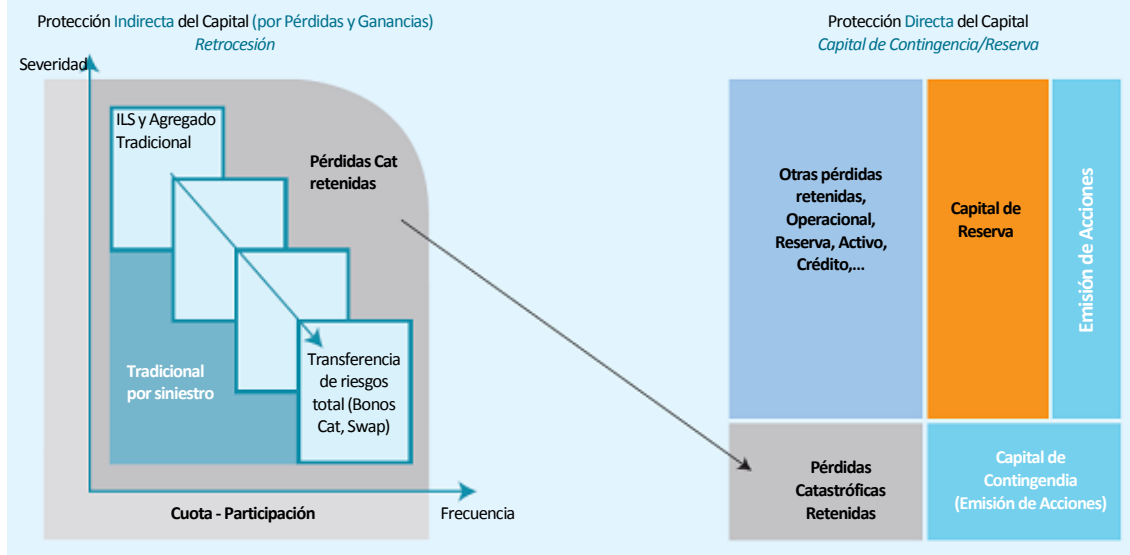 Protección Indirecta del Capital (por Pérdidas y Ganancias)
Retrocesión
Severidad
ILS y Agregado
Tradicional
Pérdidas Cat
retenidas
Tradicional
por siniestro
Transferencia
de riesgos
total (Bonos
Cat, Swap)
Cuota - Participación
Frecuencia
Protección Directa del Capital
Capital de Contingencia/Reserva
Otras pérdidas
retenidas,
Operacional,
Reserva, Activo,
Crédito,...
Capital de
Reserva
Emisión de Acciones
Pérdidas
Catastróficas
Retenidas
Capital de
Contingendia
(Emisión de Acciones)